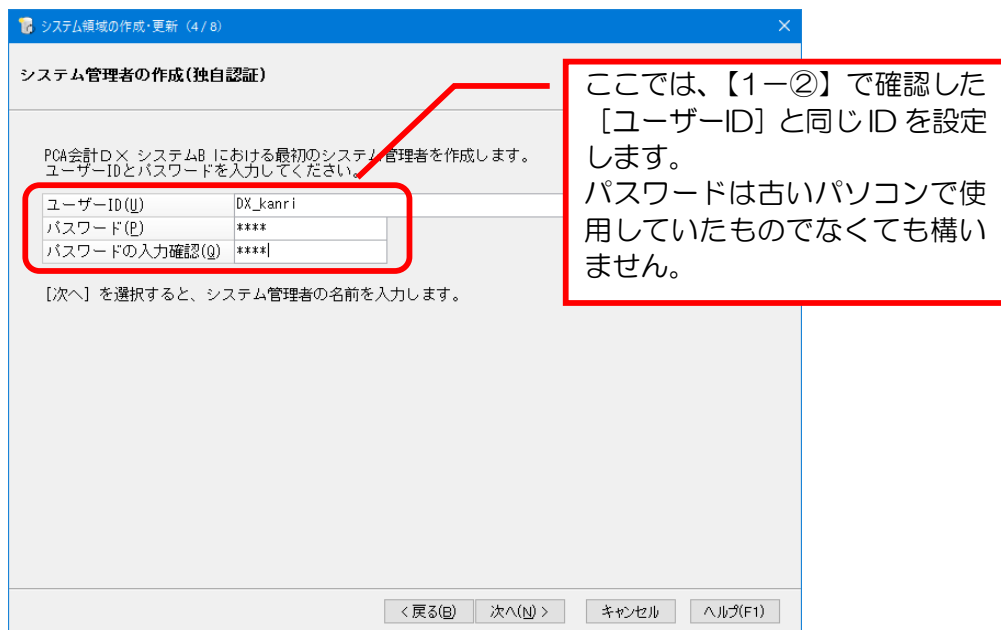 システム領域の作成・更新（4/8）
システム管理者の作成(独自認証)
ここでは、【1－②】で確認した
［ユーザーID］と同じ ID を設定
します。
パスワードは古いパソコンで使
用していたものでなくても構い
ません。
PCA会計DX システムB における最初のシステム管理者を作成します。
ユーザーIDとパスワードを入力してください。
ユーザーID(U) DX_kanri
パスワード(P) ****
パスワードの入力確認(Q) ****
[次へ] を選択すると、システム管理者の名前を入力します。
< 戻る(B) 次へ(N) > キャンセル ヘルプ(F1)